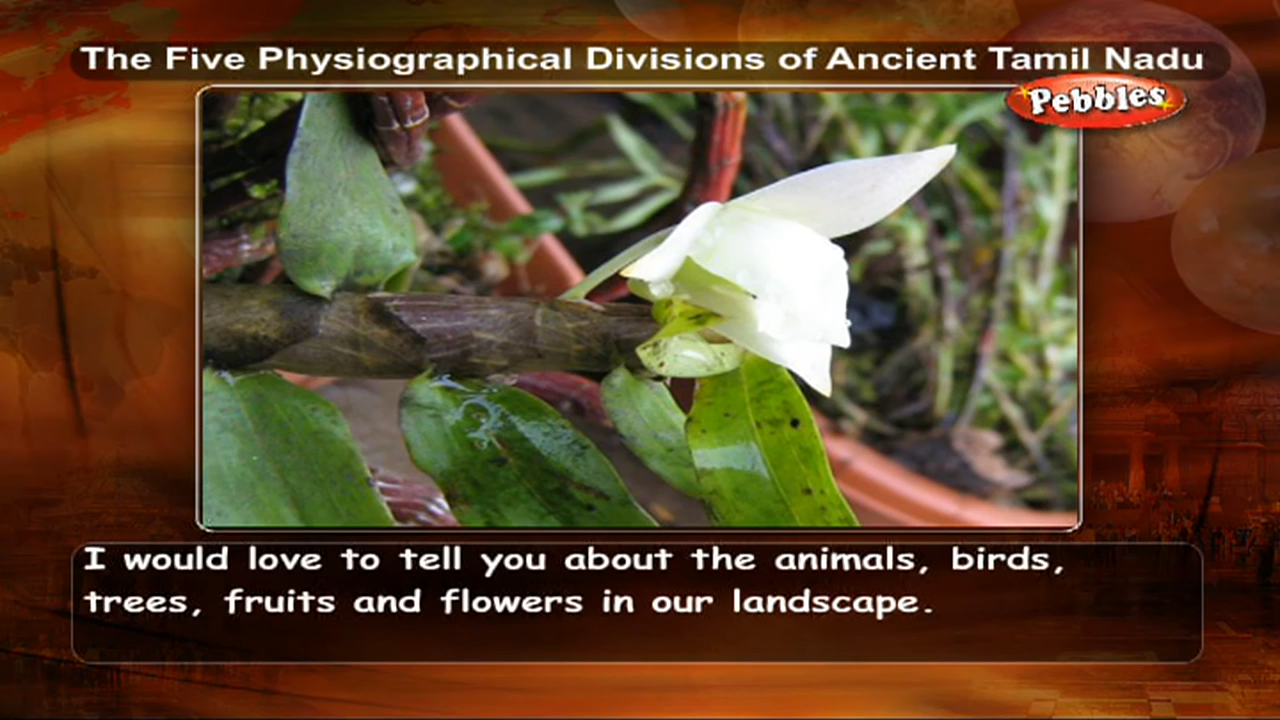 The Five Physiographical Divisions of Ancient Tamil Nadu
Pebbles
I would love to tell you about the animals, birds,
trees, fruits and flowers in our landscape.